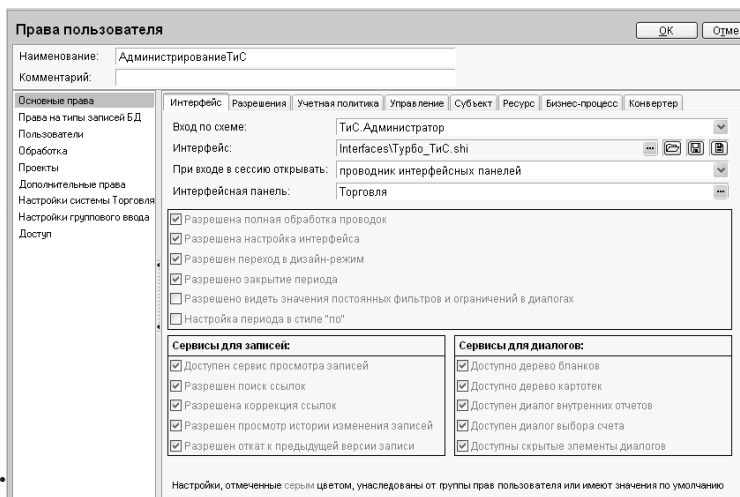 Права пользователя
OK
Отме
Наименование: АдминистрированиеТиС
Комментарий:
Основные права
Права на типы записей БД
Пользователи
Обработка
Проекты
Дополнительные права
Настройки системы Торговля
Настройки группового ввода
Доступ
Интерфейс Разрешения Учетная политика Управление Субъект Ресурс Бизнес-процесс Конвертер
Вход по схеме: ТиС.Администратор
Интерфейс: Interfaces\Турбо_ТиС.shi
При входе в сессию открывать: проводник интерфейсных панелей
Интерфейсная панель: Торговля
Разрешена полная обработка проводок
Разрешена настройка интерфейса
Разрешен переход в дизайн-режим
Разрешено закрытие периода
Разрешено видеть значения постоянных фильтров и ограничений в диалогах
Настройка периода в стиле "по"
Сервисы для записей:
Доступен сервис просмотра записей
Разрешен поиск ссылок
Разрешена коррекция ссылок
Разрешен просмотр истории изменения записей
Разрешен откат к предыдущей версии записи
Сервисы для диалогов:
Доступно дерево бланков
Доступно дерево картотек
Доступен диалог внутренних отчетов
Доступен диалог выбора счета
Доступны скрытые элементы диалогов
Настройки, отмеченные серым цветом, унаследованы от группы прав пользователя или имеют значения по умолчанию